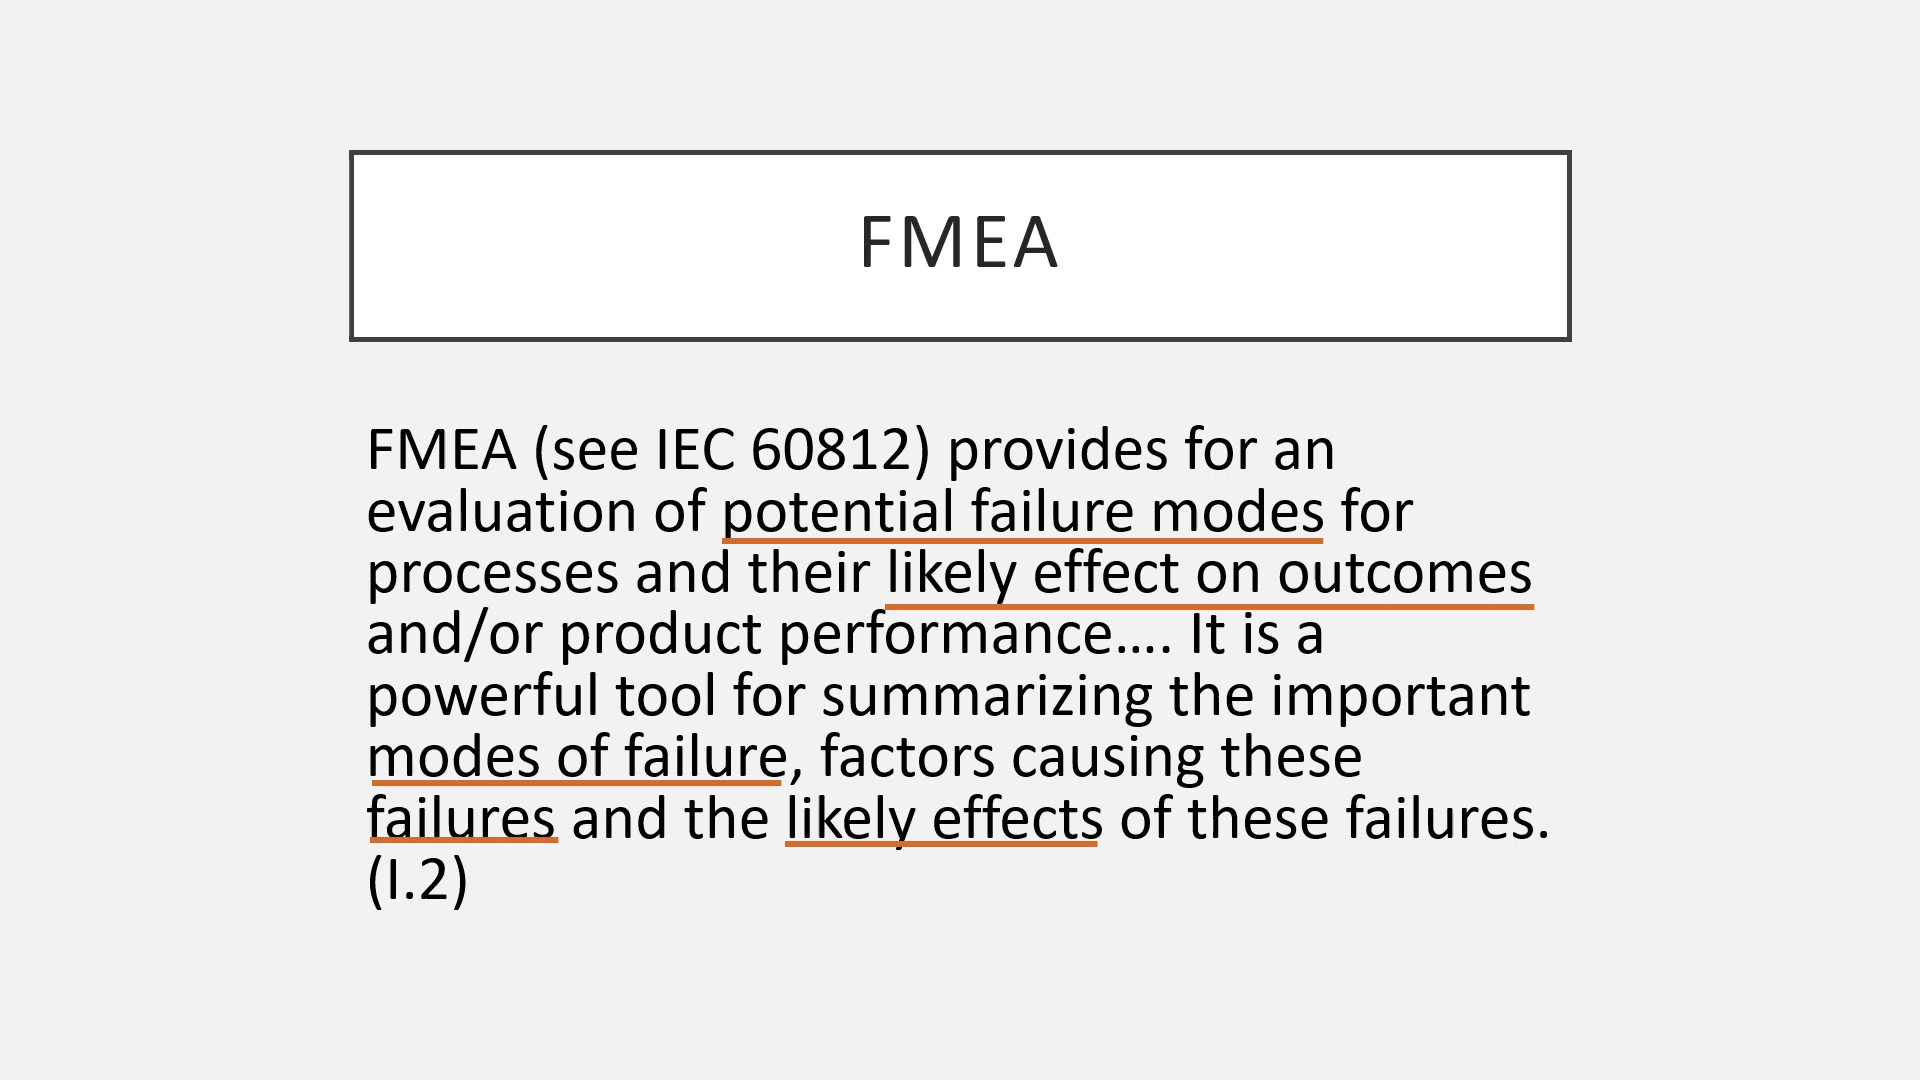 FMEA
FMEA (see IEC 60812) provides for an
evaluation of potential failure modes for
processes and their likely effect on outcomes
and/or product performance…. It is a
powerful tool for summarizing the important
modes of failure, factors causing these
failures and the likely effects of these failures.
(I.2)